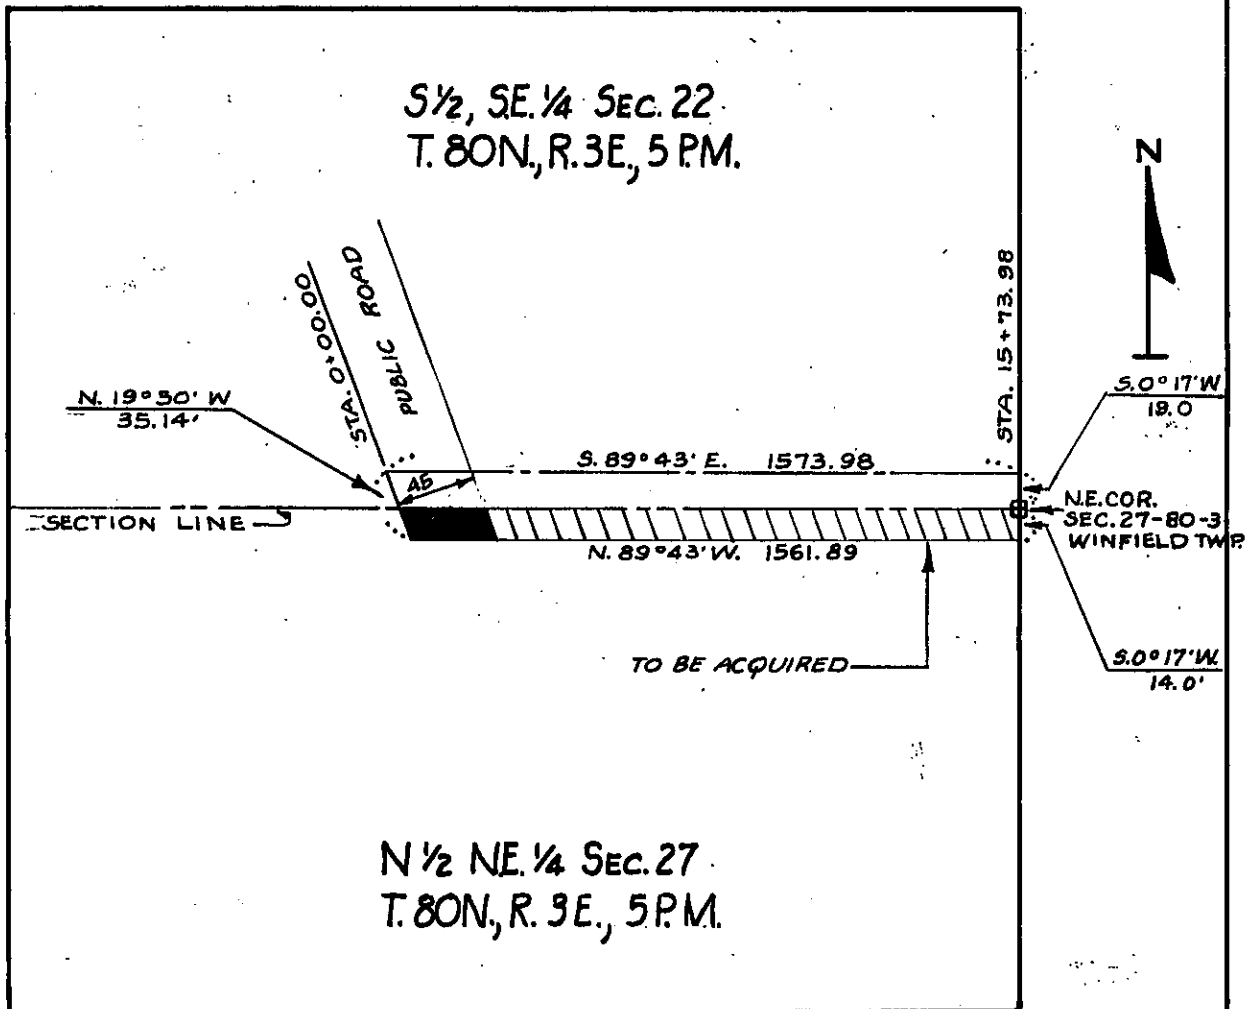 S½, S.E.¼ SEC. 22
T. 80N., R. 3E., 5 P.M.
N
STA. 0+00.00
PUBLIC ROAD
STA. 15+73.98
N. 19°30' W
35.14'
S. 0°17' W
19.0
S. 89°43' E. 1573.98
45
SECTION LINE
N.E. COR.
SEC. 27-80-3
WINFIELD TWP.
N. 89°43' W. 1561.89
TO BE ACQUIRED
S. 0°17' W.
14.0'
N ½ N.E. ¼ SEC. 27
T. 80N., R. 3E., 5 P.M.